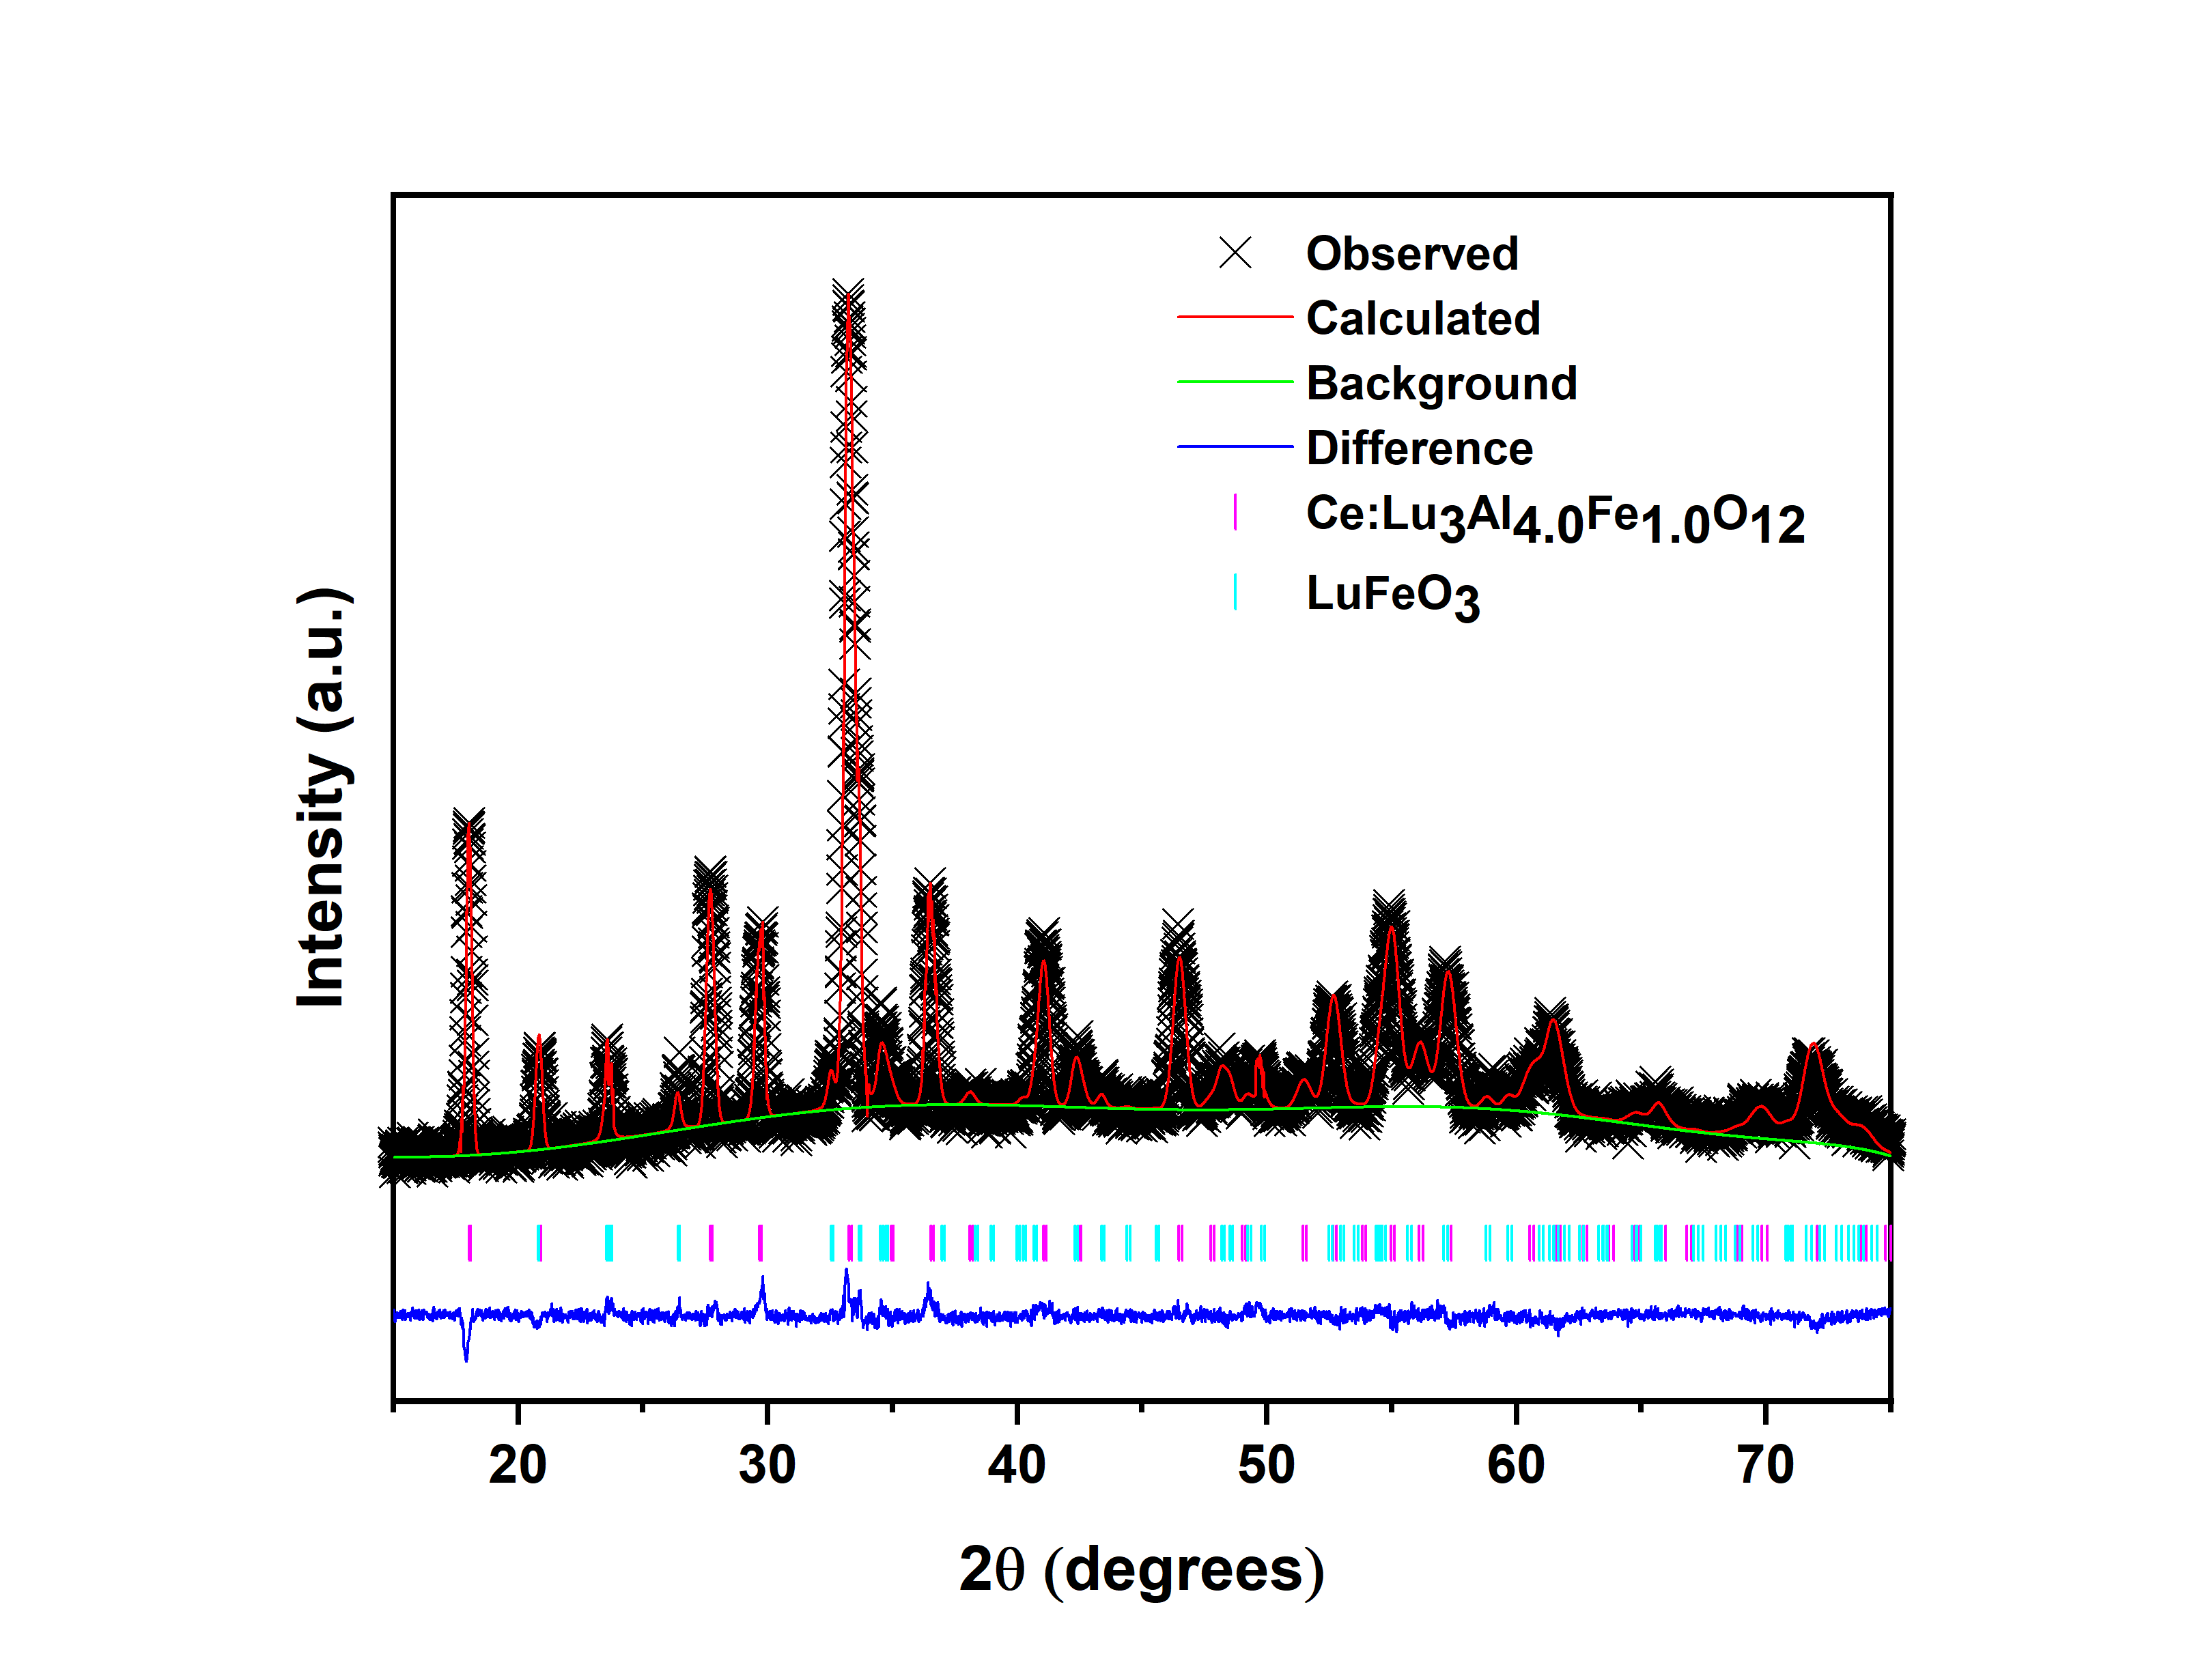 Observed
Calculated
Background
Difference
Ce:Lu3Al4.0Fe1.0O12
LuFeO3
Intensity (a.u.)
20 30 40 50 60 70
2θ (degrees)